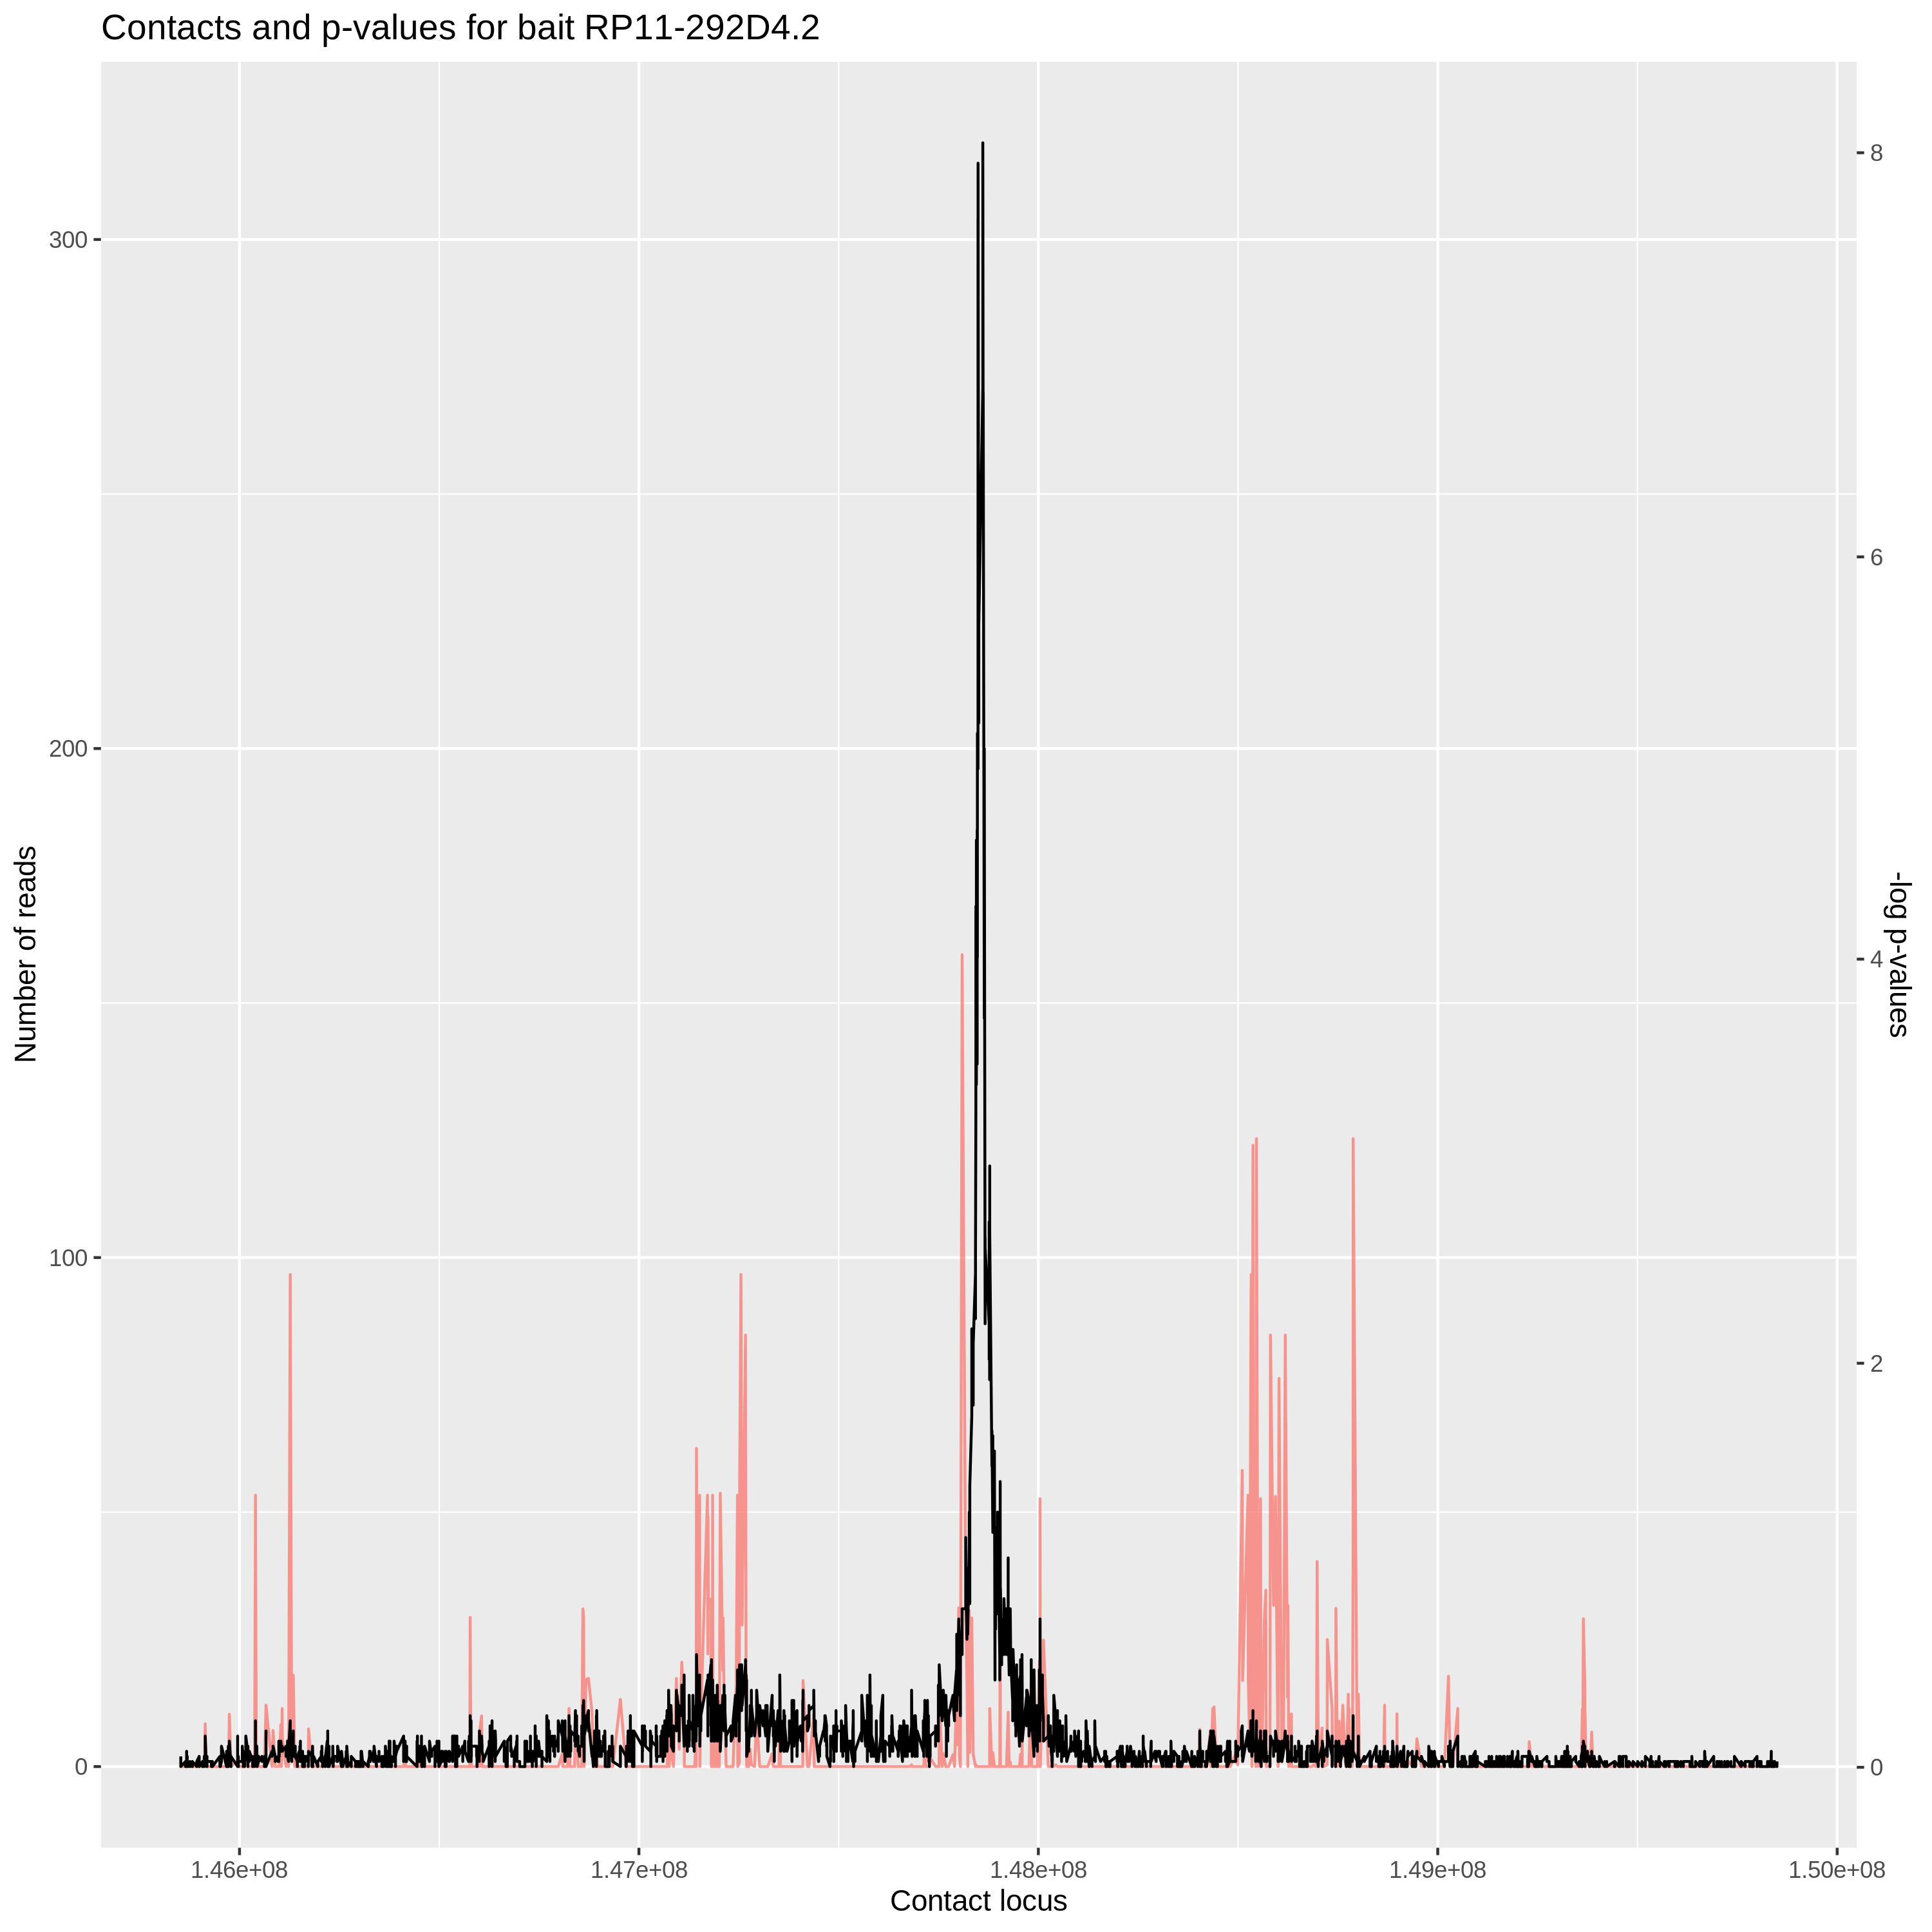 Contacts and p-values for bait RP11-292D4.2
300
200
100
0
Number of reads
8
6
4
2
0
-log p-values
1.46e+08
1.47e+08
1.48e+08
1.49e+08
1.50e+08
Contact locus